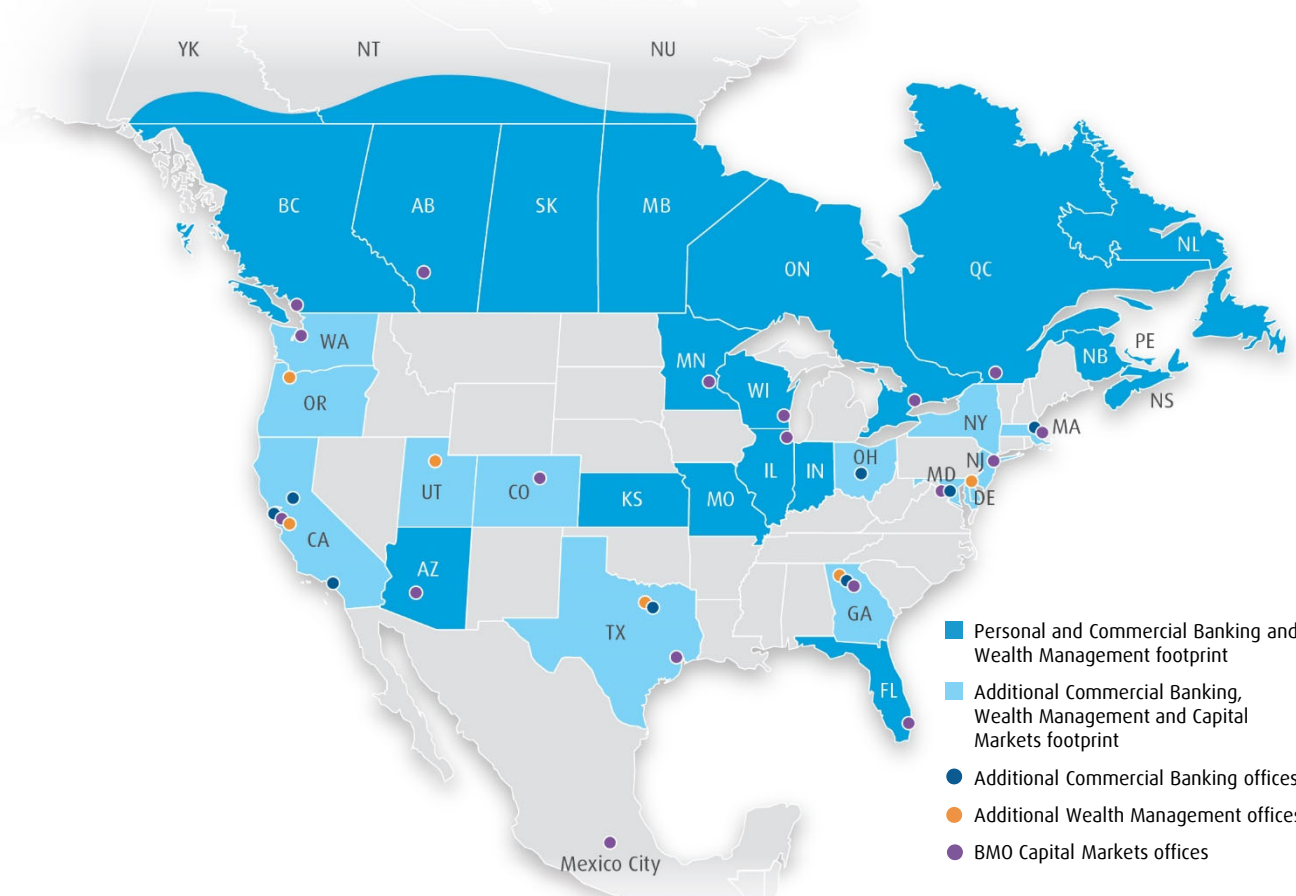 YK
NT
NU
BC
AB
SK
MB
ON
QC
NL
PE
NB
NS
WA
OR
MN
WI
NY
MA
CA
UT
CO
KS
MO
IL
IN
OH
NJ
MD
DE
AZ
TX
GA
FL
Mexico City
Personal and Commercial Banking and
Wealth Management footprint
Additional Commercial Banking,
Wealth Management and Capital
Markets footprint
Additional Commercial Banking offices
Additional Wealth Management offices
BMO Capital Markets offices